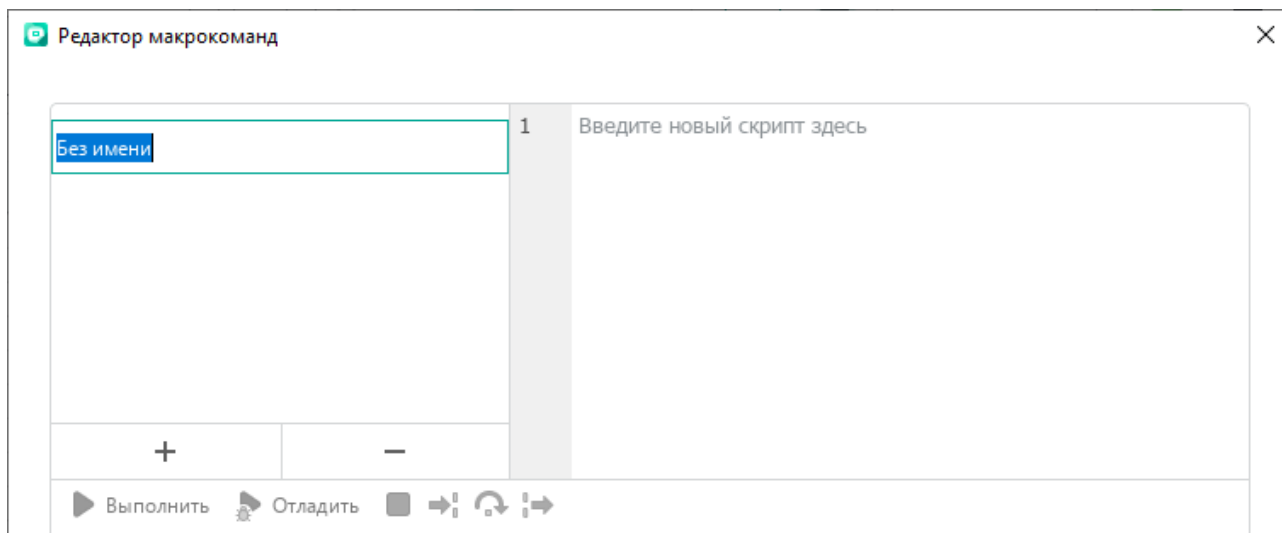 Редактор макрокоманд
Без имени
1 Введите новый скрипт здесь
+ −
Выполнить Отладить